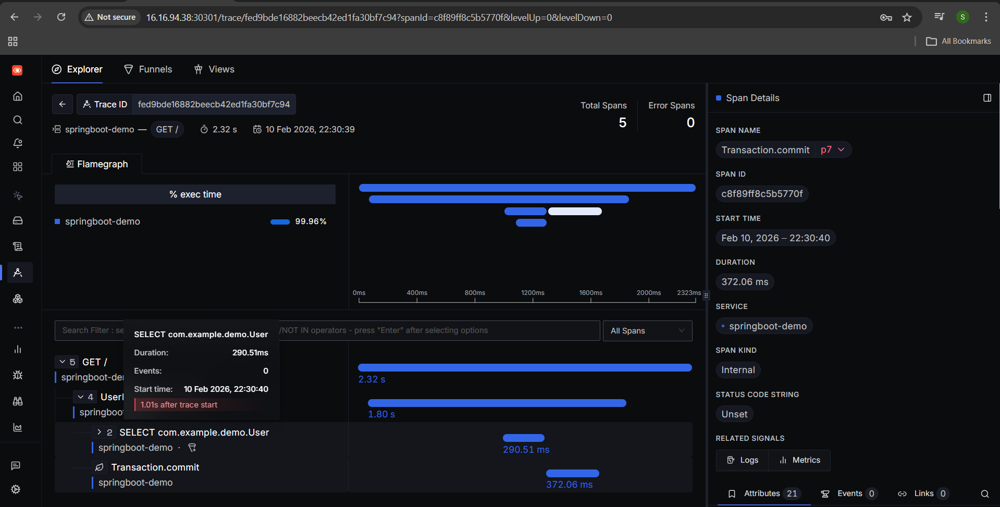 Not secure 16.16.94.38:30301/trace/fed9bde16882beecb42ed1fa30bf7c94?spanId=c8f89ff8c5b5770f&levelUp=0&levelDown=0
S
All Bookmarks
Explorer Funnels Views
Trace ID fed9bde16882beecb42ed1fa30bf7c94
springboot-demo — GET / 2.32 s 10 Feb 2026, 22:30:39
Total Spans
5
Error Spans
0
Flamegraph
% exec time
springboot-demo 99.96%
0ms 400ms 800ms 1200ms 1600ms 2000ms 2323ms
Search Filter : se /NOT IN operators - press "Enter" after selecting options
All Spans
SELECT com.example.demo.User
Duration: 290.51ms
Events: 0
Start time: 10 Feb 2026, 22:30:40
1.01s after trace start
5 GET /
springboot-de
2.32 s
4 User
springboo
1.80 s
2 SELECT com.example.demo.User
springboot-demo ·
290.51 ms
Transaction.commit
springboot-demo
372.06 ms
Span Details
SPAN NAME
Transaction.commit p7
SPAN ID
c8f89ff8c5b5770f
START TIME
Feb 10, 2026 – 22:30:40
DURATION
372.06 ms
SERVICE
springboot-demo
SPAN KIND
Internal
STATUS CODE STRING
Unset
RELATED SIGNALS
Logs Metrics
Attributes 21 Events 0 Links 0